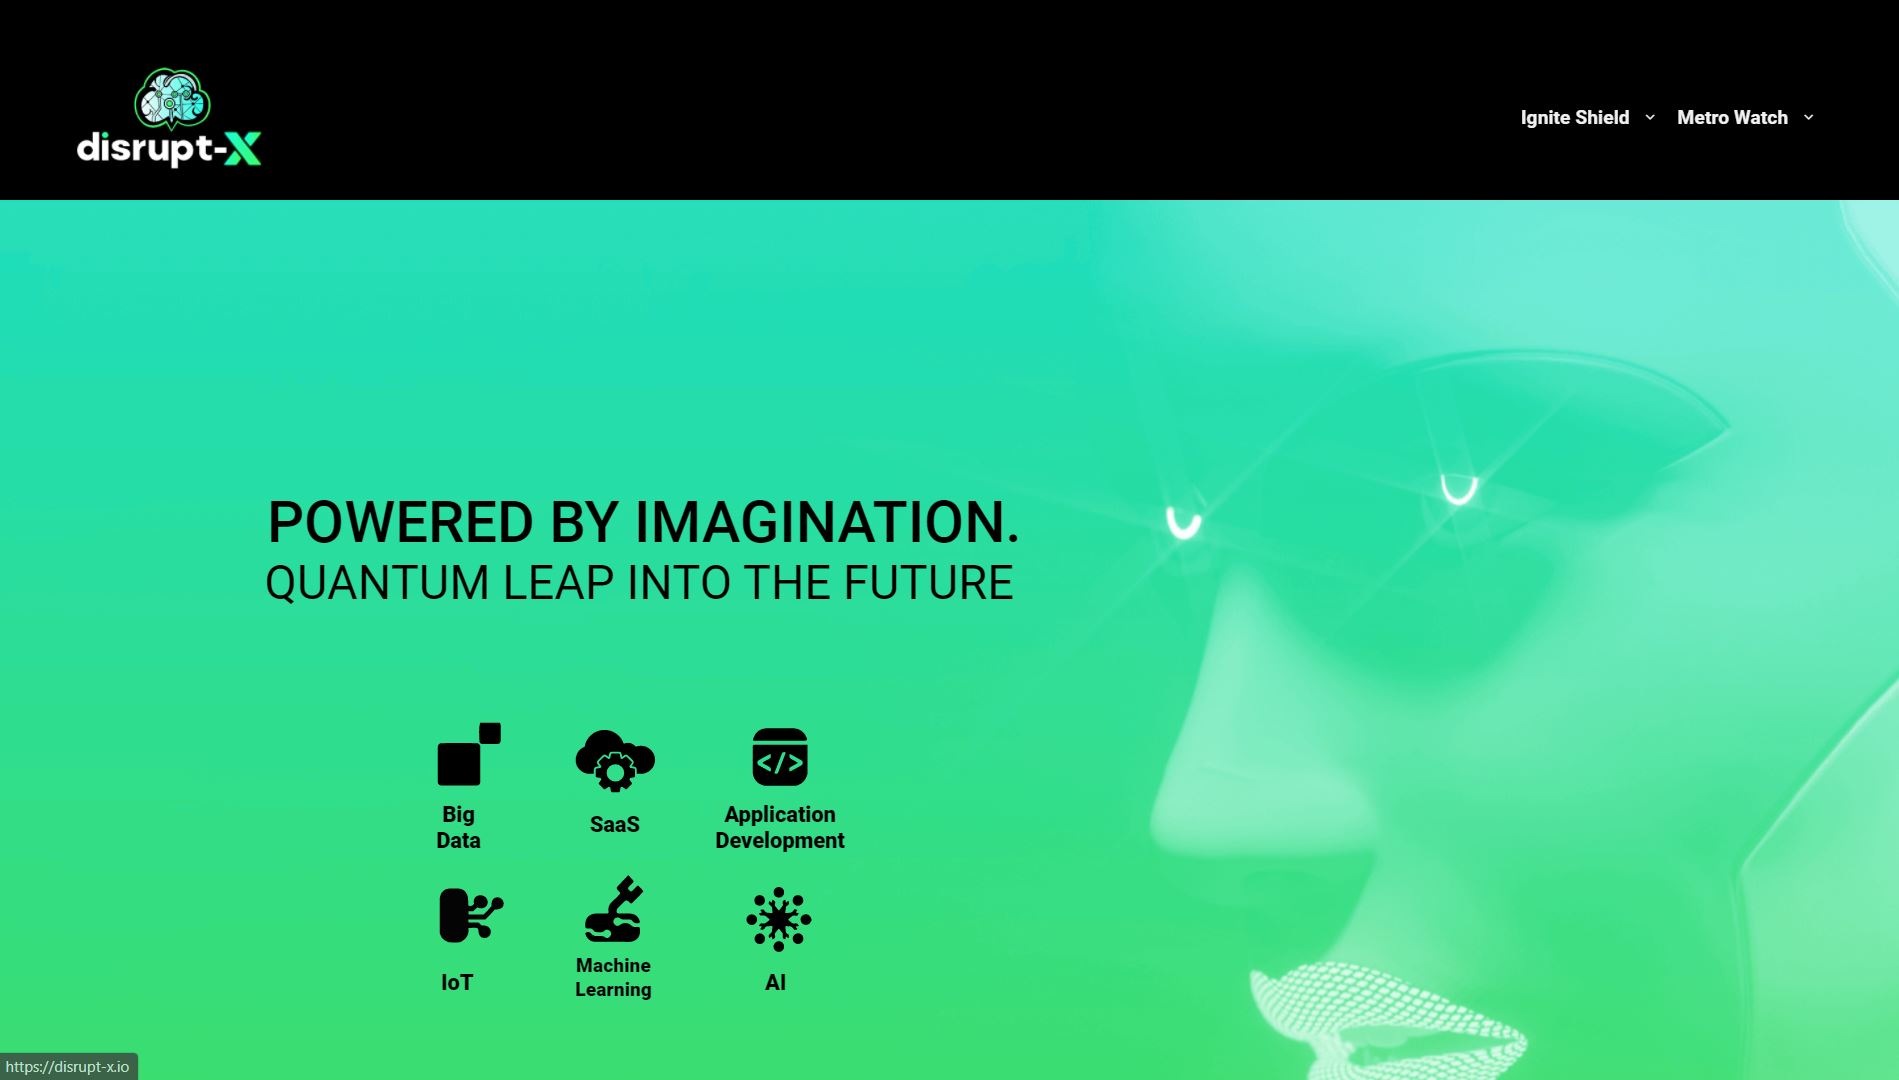 disrupt-X
Ignite Shield
Metro Watch
POWERED BY IMAGINATION.
QUANTUM LEAP INTO THE FUTURE
Big
Data
SaaS
</>
Application
Development
IoT
Machine
Learning
AI
https://disrupt-x.io